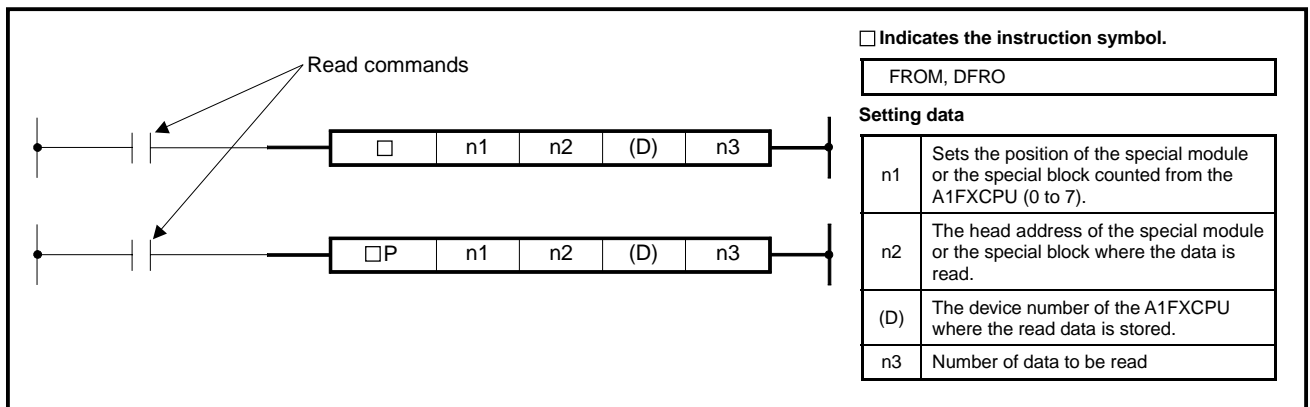 Read commands
□ n1 n2 (D) n3
□P n1 n2 (D) n3
□ Indicates the instruction symbol.
FROM, DFRO
Setting data
n1
Sets the position of the special module
or the special block counted from the
A1FXCPU (0 to 7).
n2
The head address of the special module
or the special block where the data is
read.
(D)
The device number of the A1FXCPU
where the read data is stored.
n3
Number of data to be read